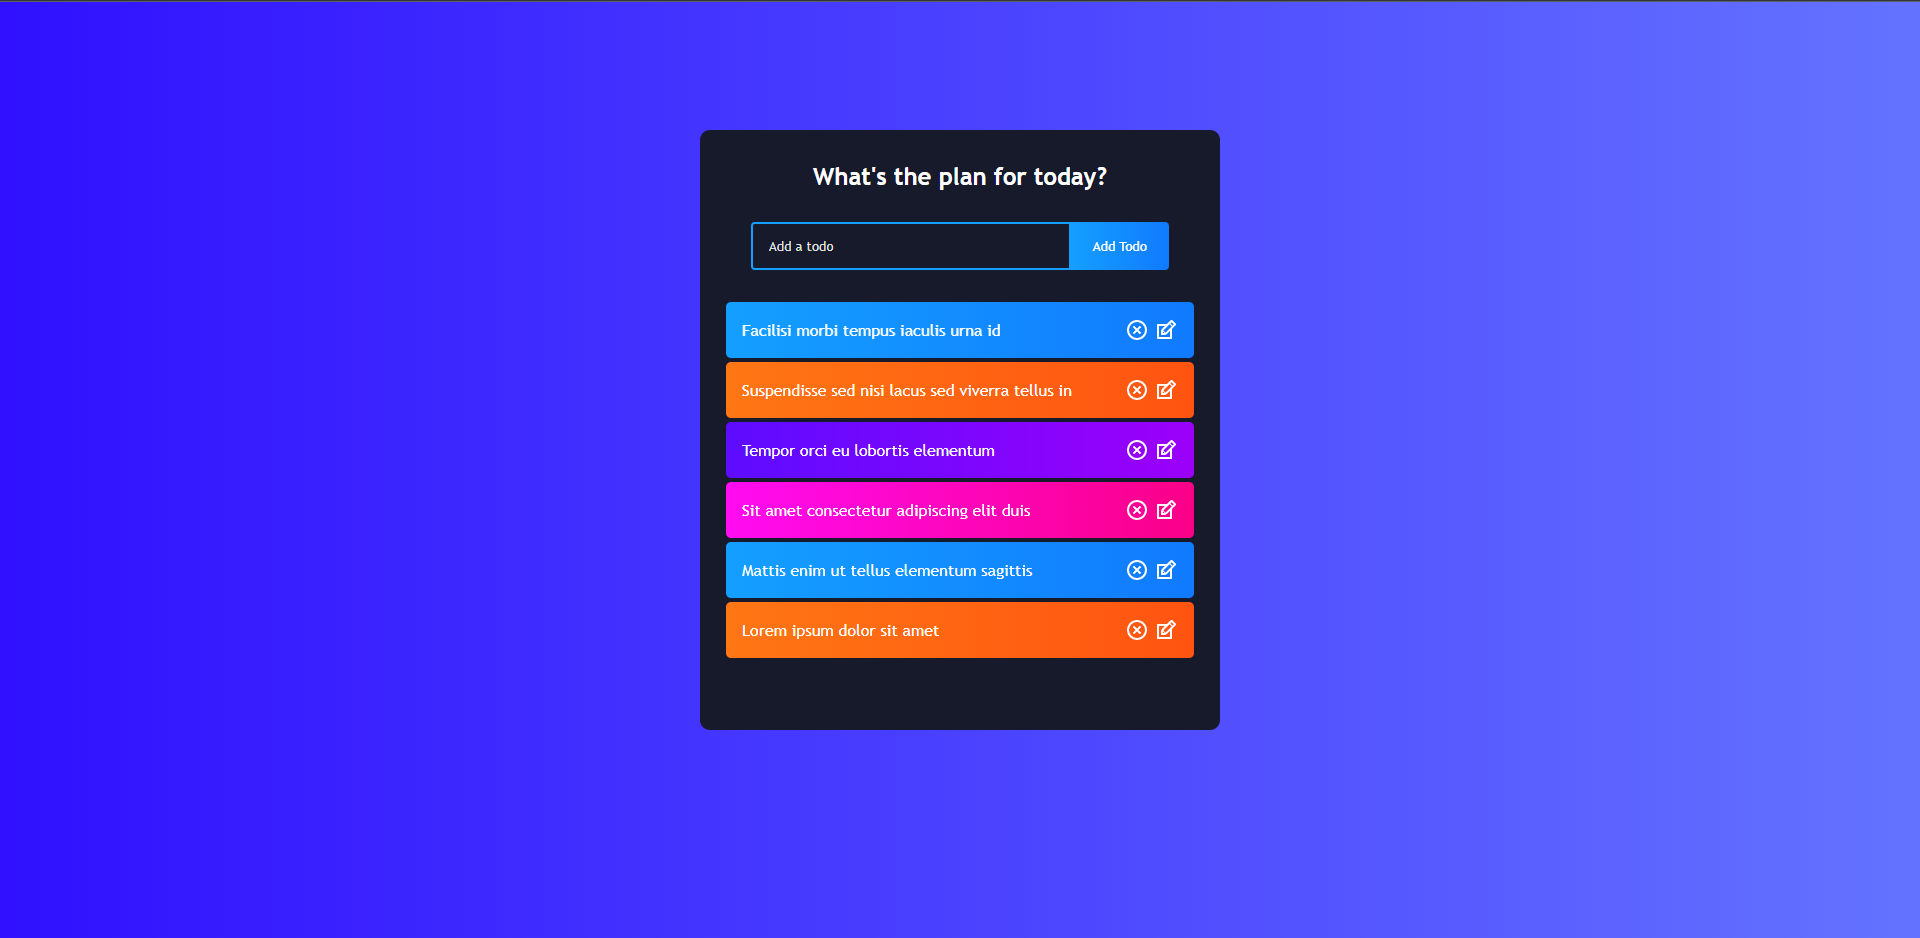 What's the plan for today?
Add a todo
Add Todo
Facilisi morbi tempus iaculis urna id
Suspendisse sed nisi lacus sed viverra tellus in
Tempor orci eu lobortis elementum
Sit amet consectetur adipiscing elit duis
Mattis enim ut tellus elementum sagittis
Lorem ipsum dolor sit amet